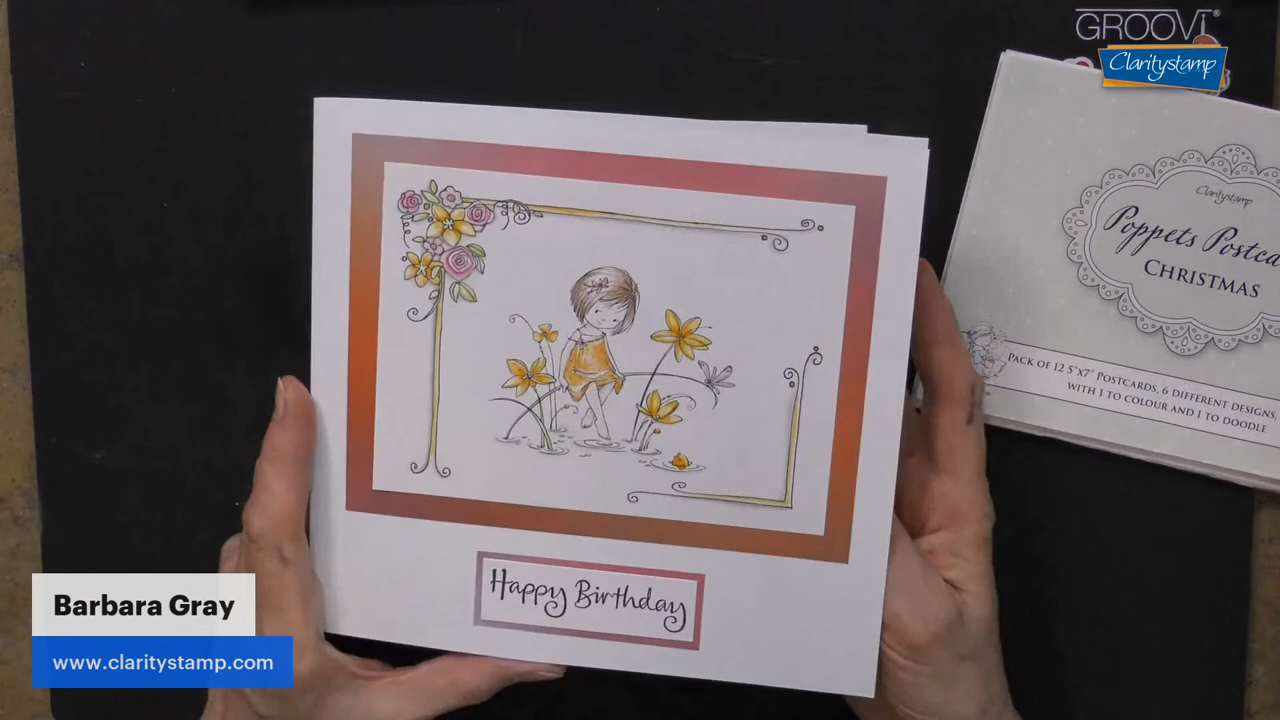 GROOVI®
Claritystamp
Claritystamp
Poppets Postca
CHRISTMAS
PACK OF 12 5"X7" POSTCARDS, 6 DIFFERENT DESIGNS,
WITH 1 TO COLOUR AND 1 TO DOODLE
Happy Birthday
Barbara Gray
www.claritystamp.com